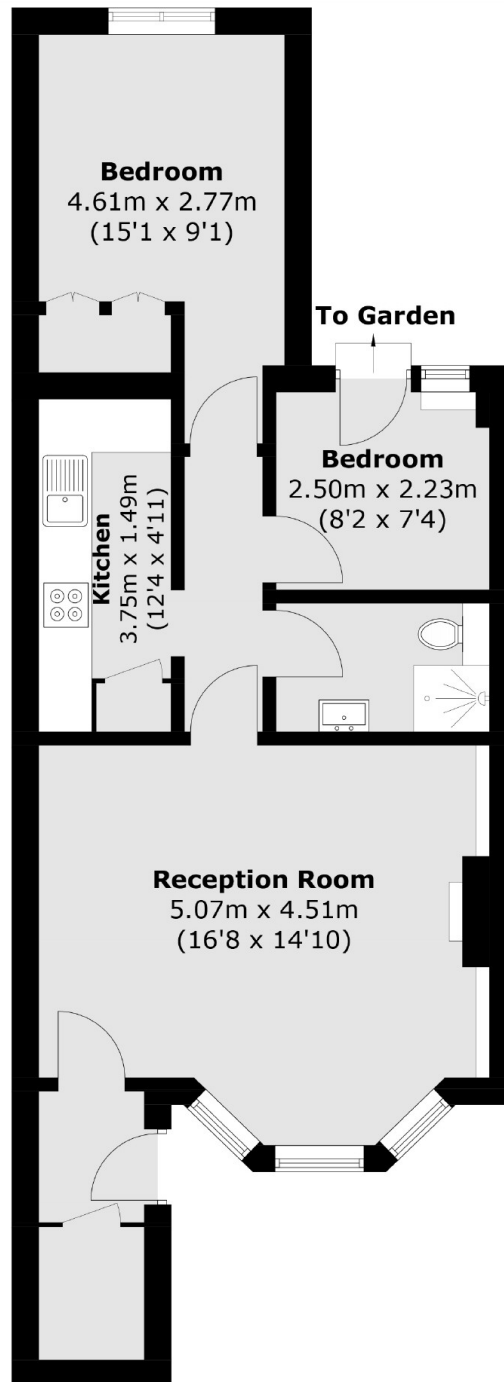 Bedroom
4.61m x 2.77m
(15'1 x 9'1)
To Garden
Bedroom
2.50m x 2.23m
(8'2 x 7'4)
Kitchen
3.75m x 1.49m
(12'4 x 4'11)
Reception Room
5.07m x 4.51m
(16'8 x 14'10)